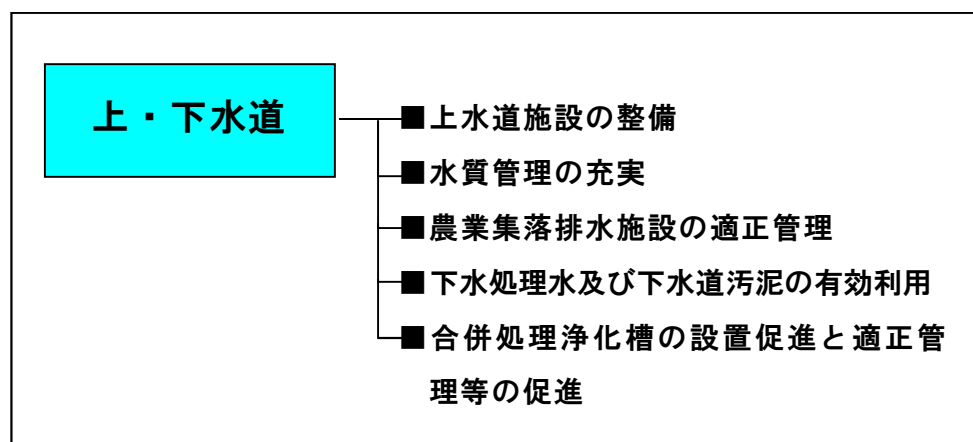 上・下水道
■上水道施設の整備
■水質管理の充実
■農業集落排水施設の適正管理
■下水処理水及び下水道汚泥の有効利用
■合併処理浄化槽の設置促進と適正管
理等の促進